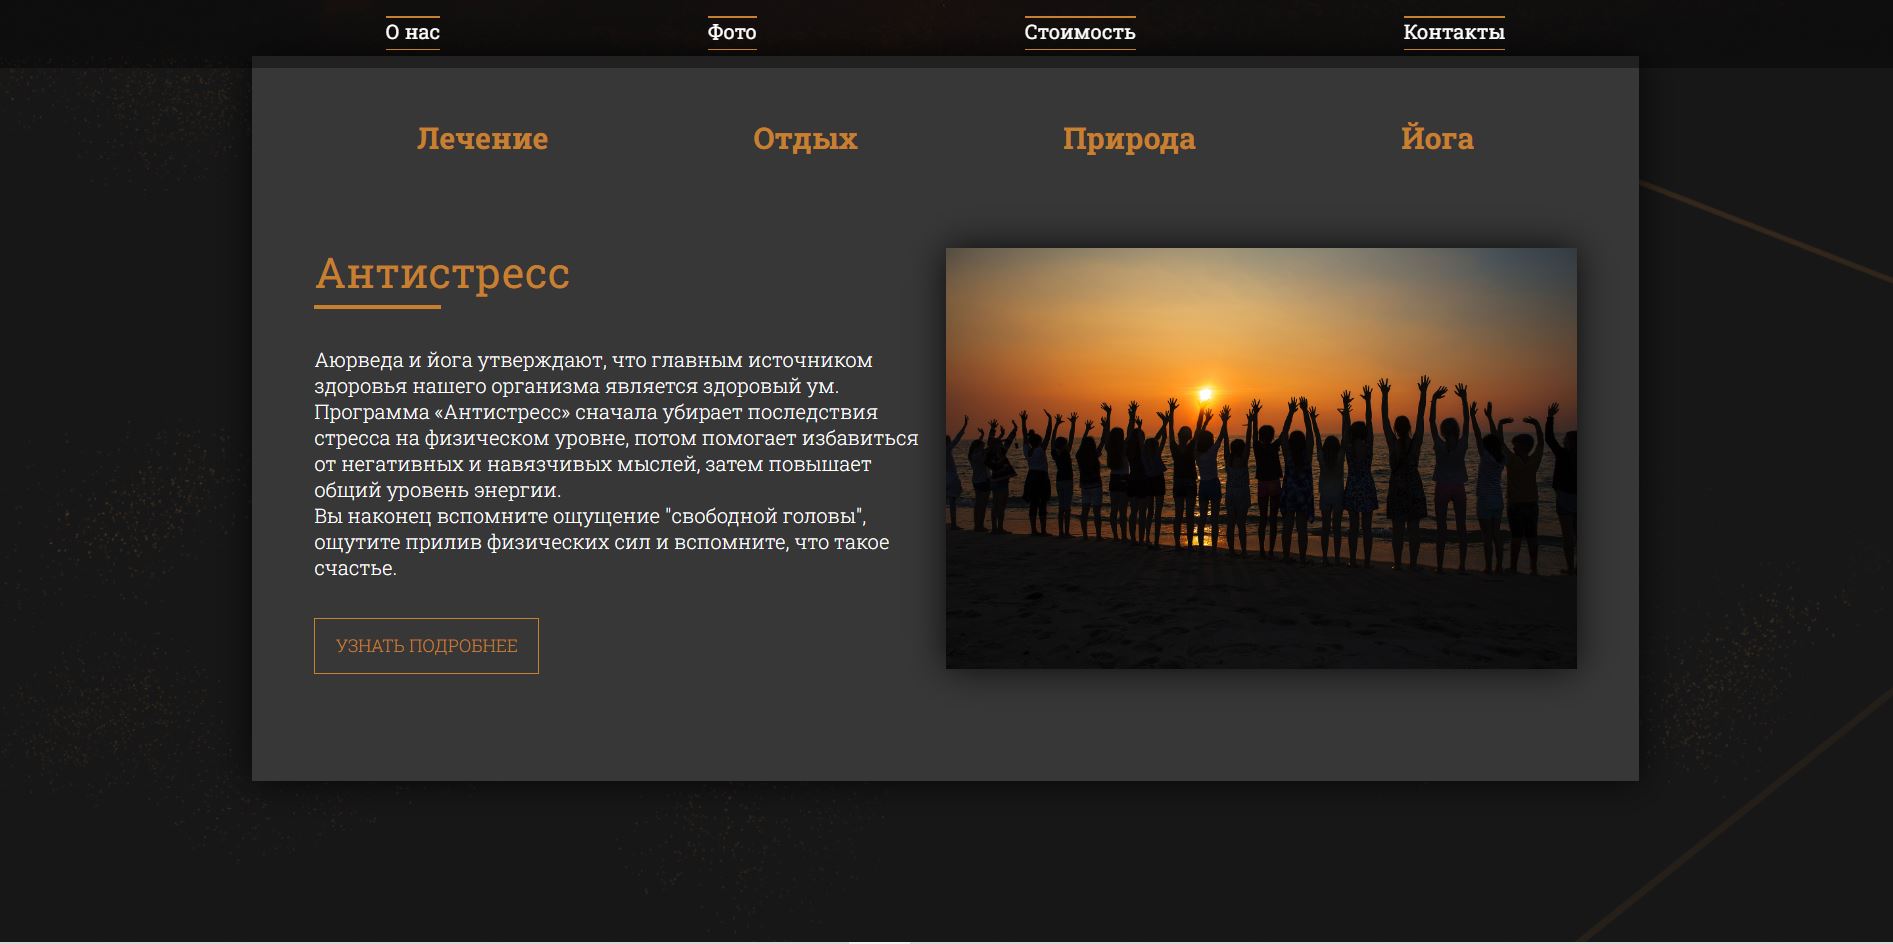 О нас Фото Стоимость Контакты
Лечение Отдых Природа Йога
Антистресс
Аюрведа и йога утверждают, что главным источником
здоровья нашего организма является здоровый ум.
Программа «Антистресс» сначала убирает последствия
стресса на физическом уровне, потом помогает избавиться
от негативных и навязчивых мыслей, затем повышает
общий уровень энергии.
Вы наконец вспомните ощущение "свободной головы",
ощутите прилив физических сил и вспомните, что такое
счастье.
УЗНАТЬ ПОДРОБНЕЕ